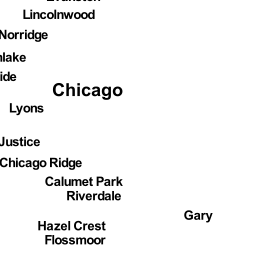 Lincolnwood
Norridge
Chicago
Lyons
Justice
Chicago Ridge
Calumet Park
Riverdale
Gary
Hazel Crest
Flossmoor